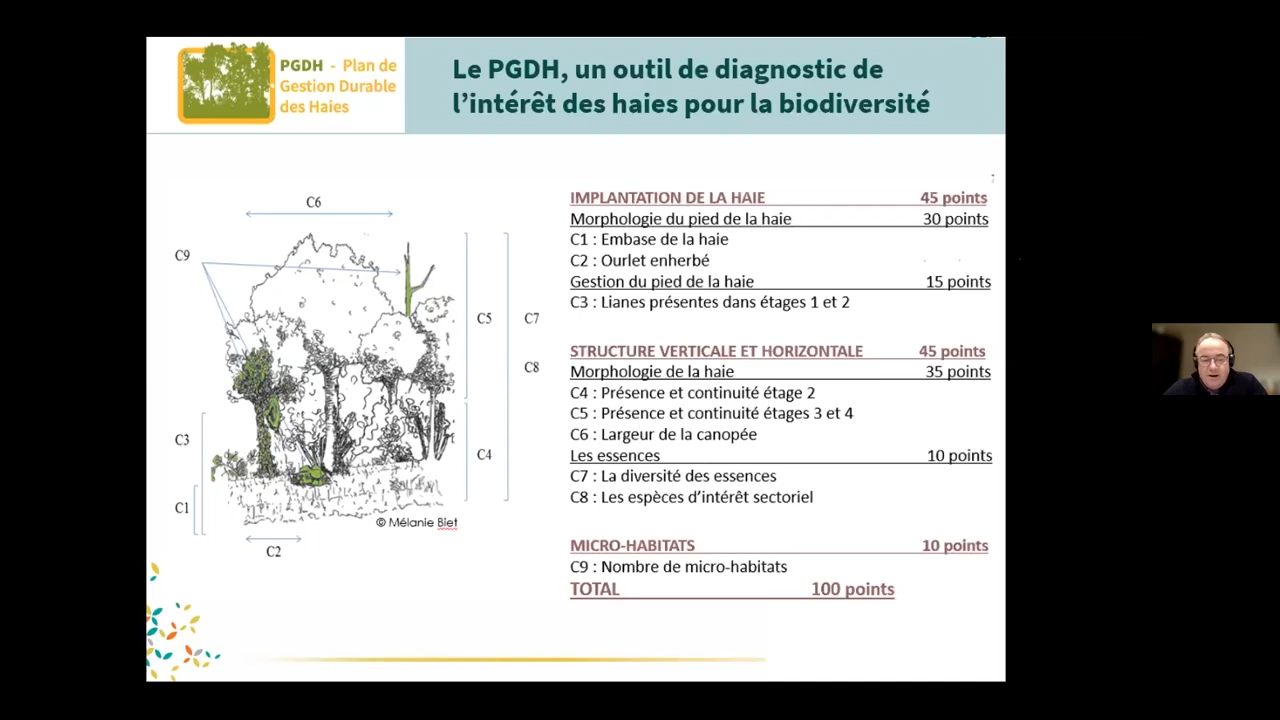 PGDH - Plan de
Gestion Durable
des Haies
Le PGDH, un outil de diagnostic de
l'intérêt des haies pour la biodiversité
C6
C9
C5
C7
C8
C3
C4
C1
© Mélanie Biet
C2
IMPLANTATION DE LA HAIE 45 points
Morphologie du pied de la haie 30 points
C1 : Embase de la haie
C2 : Ourlet enherbé
Gestion du pied de la haie 15 points
C3 : Lianes présentes dans étages 1 et 2
STRUCTURE VERTICALE ET HORIZONTALE 45 points
Morphologie de la haie 35 points
C4 : Présence et continuité étage 2
C5 : Présence et continuité étages 3 et 4
C6 : Largeur de la canopée
Les essences 10 points
C7 : La diversité des essences
C8 : Les espèces d'intérêt sectoriel
MICRO-HABITATS 10 points
C9 : Nombre de micro-habitats
TOTAL 100 points